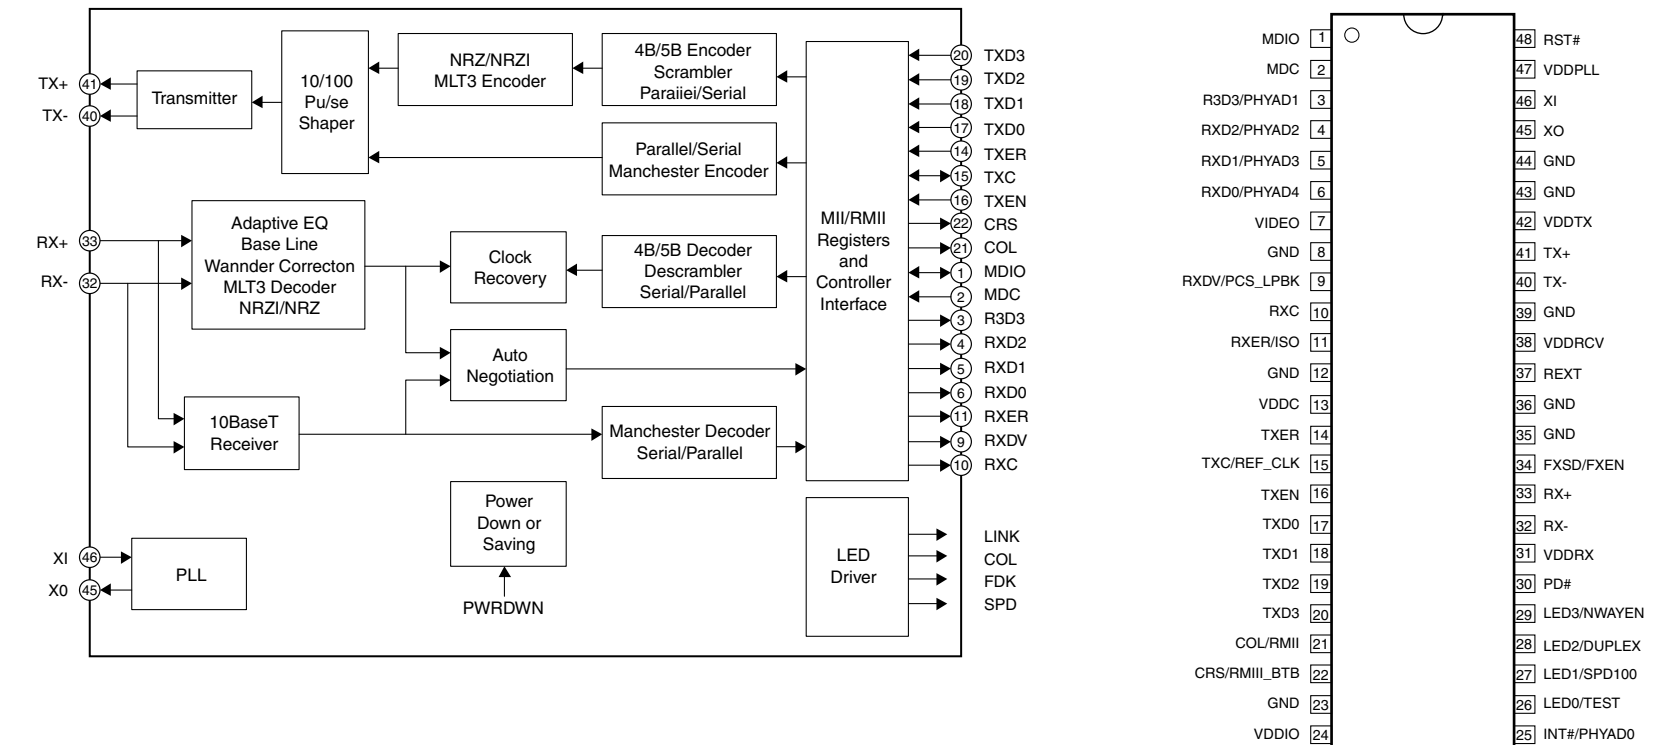 TX+
41
TX-
40
Transmitter
10/100
Pu/se
Shaper
NRZ/NRZI
MLT3 Encoder
4B/5B Encoder
Scrambler
Paraiiei/Serial
Parallel/Serial
Manchester Encoder
RX+
33
RX-
32
Adaptive EQ
Base Line
Wannder Correcton
MLT3 Decoder
NRZI/NRZ
Clock
Recovery
4B/5B Decoder
Descrambler
Serial/Parallel
Auto
Negotiation
10BaseT
Receiver
Manchester Decoder
Serial/Parallel
Power
Down or
Saving
PWRDWN
XI
46
X0
45
PLL
MII/RMII
Registers
and
Controller
Interface
LED
Driver
20 TXD3
19 TXD2
18 TXD1
17 TXD0
14 TXER
15 TXC
16 TXEN
22 CRS
21 COL
1 MDIO
2 MDC
3 R3D3
4 RXD2
5 RXD1
6 RXD0
11 RXER
9 RXDV
10 RXC
LINK
COL
FDK
SPD
MDIO 1
MDC 2
R3D3/PHYAD1 3
RXD2/PHYAD2 4
RXD1/PHYAD3 5
RXD0/PHYAD4 6
VIDEO 7
GND 8
RXDV/PCS_LPBK 9
RXC 10
RXER/ISO 11
GND 12
VDDC 13
TXER 14
TXC/REF_CLK 15
TXEN 16
TXD0 17
TXD1 18
TXD2 19
TXD3 20
COL/RMII 21
CRS/RMIII_BTB 22
GND 23
VDDIO 24
48 RST#
47 VDDPLL
46 XI
45 XO
44 GND
43 GND
42 VDDTX
41 TX+
40 TX-
39 GND
38 VDDRCV
37 REXT
36 GND
35 GND
34 FXSD/FXEN
33 RX+
32 RX-
31 VDDRX
30 PD#
29 LED3/NWAYEN
28 LED2/DUPLEX
27 LED1/SPD100
26 LED0/TEST
25 INT#/PHYAD0